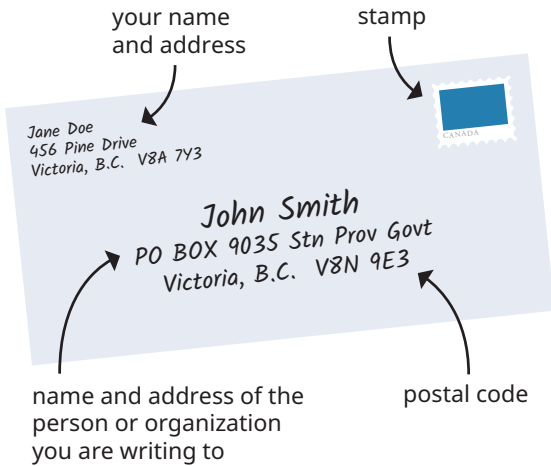 your name
and address
stamp
CANADA
Jane Doe
456 Pine Drive
Victoria, B.C. V8A 7Y3
John Smith
PO BOX 9035 Stn Prov Govt
Victoria, B.C. V8N 9E3
name and address of the
person or organization
you are writing to
postal code